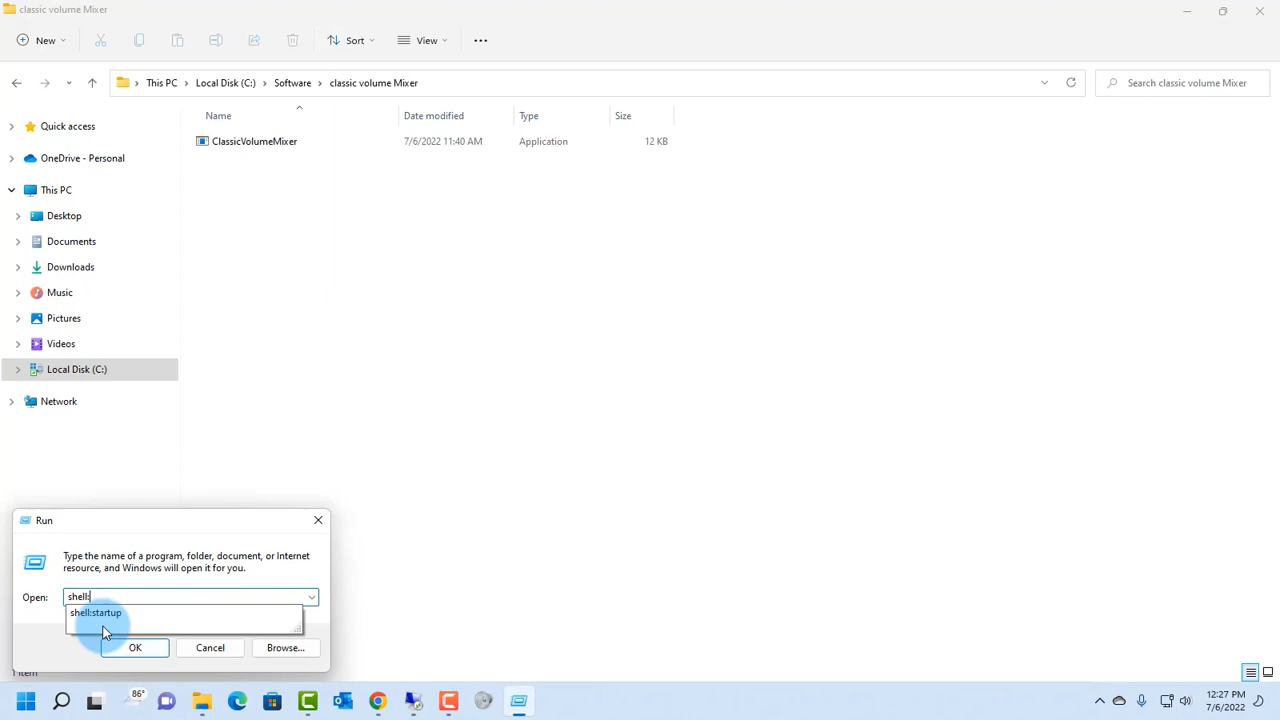 classic volume Mixer
New
Sort
View
This PC
Local Disk (C:)
Software
classic volume Mixer
Search classic volume Mixer
Name
Date modified
Type
Size
Quick access
ClassicVolumeMixer
7/6/2022 11:40 AM
Application
12 KB
OneDrive - Personal
This PC
Desktop
Documents
Downloads
Music
Pictures
Videos
Local Disk (C:)
Network
Run
Type the name of a program, folder, document, or Internet
resource, and Windows will open it for you.
Open:
shell:
shell:startup
OK
Cancel
Browse...
1 item
86°
12:27 PM
7/6/2022